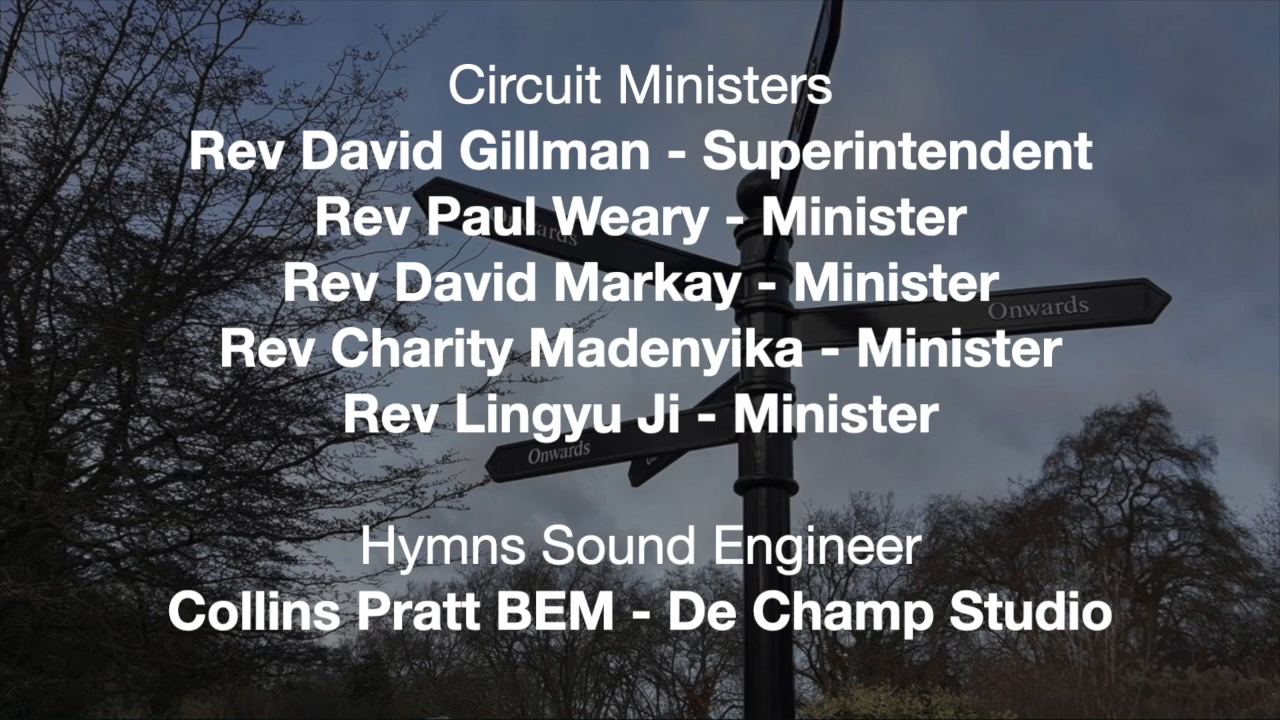 Circuit Ministers
Rev David Gillman - Superintendent
Rev Paul Weary - Minister
Rev David Markay - Minister
Rev Charity Madenyika - Minister
Rev Lingyu Ji - Minister
Hymns Sound Engineer
Collins Pratt BEM - De Champ Studio
Onwards
Onwards
Onwards